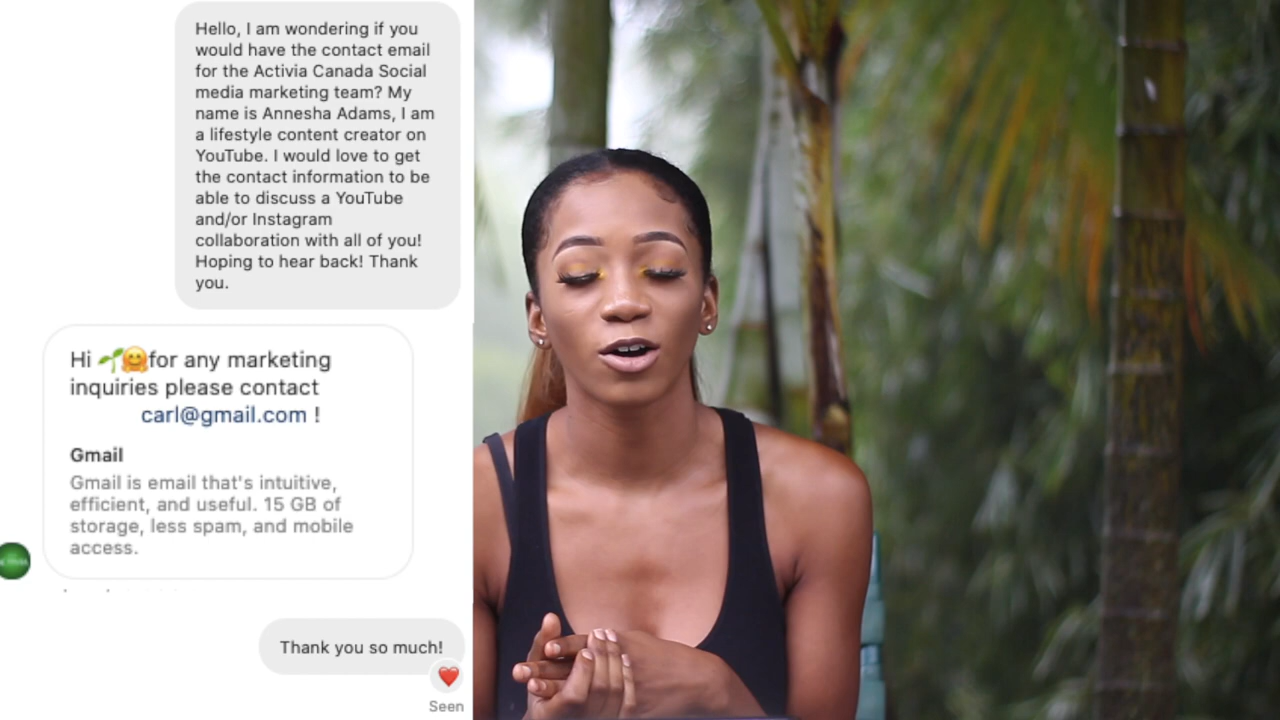 Hello, I am wondering if you
would have the contact email
for the Activia Canada Social
media marketing team? My
name is Annesha Adams, I am
a lifestyle content creator on
YouTube. I would love to get
the contact information to be
able to discuss a YouTube
and/or Instagram
collaboration with all of you!
Hoping to hear back! Thank
you.
Hi 🌱🤗for any marketing
inquiries please contact
carl@gmail.com !
Gmail
Gmail is email that's intuitive,
efficient, and useful. 15 GB of
storage, less spam, and mobile
access.
Thank you so much!
❤️
Seen